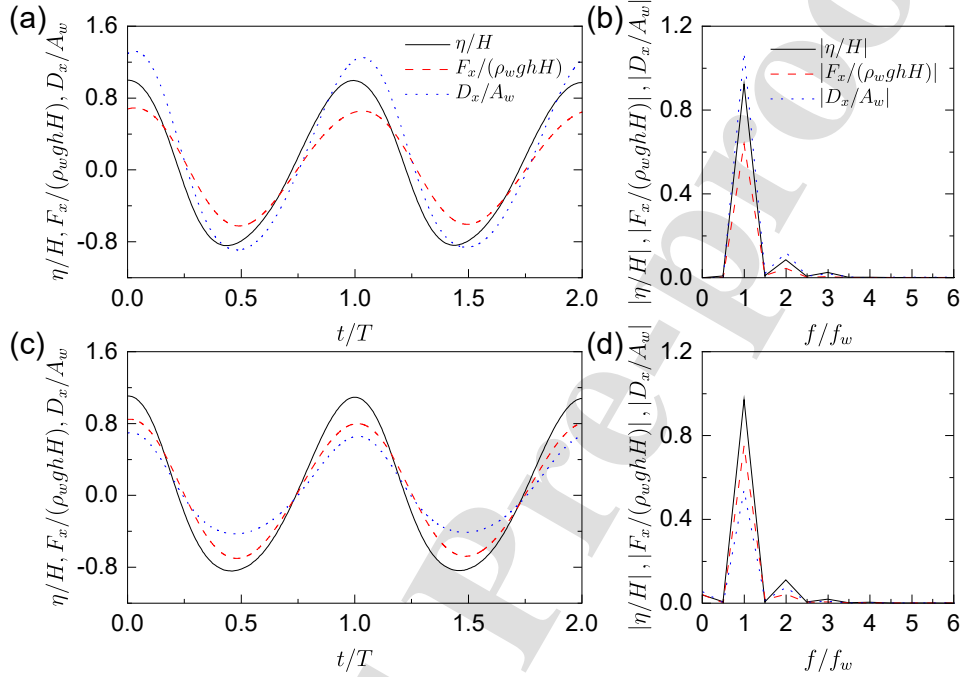 (a)
η/H, F_x/(ρ_w ghH), D_x/A_w
1.6
0.8
0.0
-0.8
0.0 0.5 1.0 1.5 2.0
t/T
η/H
F_x/(ρ_w ghH)
D_x/A_w
(b)
|η/H|, |F_x/(ρ_w ghH)|, |D_x/A_w|
1.2
0.8
0.4
0.0
0 1 2 3 4 5 6
f/f_w
|η/H|
|F_x/(ρ_w ghH)|
|D_x/A_w|
(c)
η/H, F_x/(ρ_w ghH), D_x/A_w
1.6
0.8
0.0
-0.8
0.0 0.5 1.0 1.5 2.0
t/T
(d)
|η/H|, |F_x/(ρ_w ghH)|, |D_x/A_w|
1.2
0.8
0.4
0.0
0 1 2 3 4 5 6
f/f_w
l Pre-proo